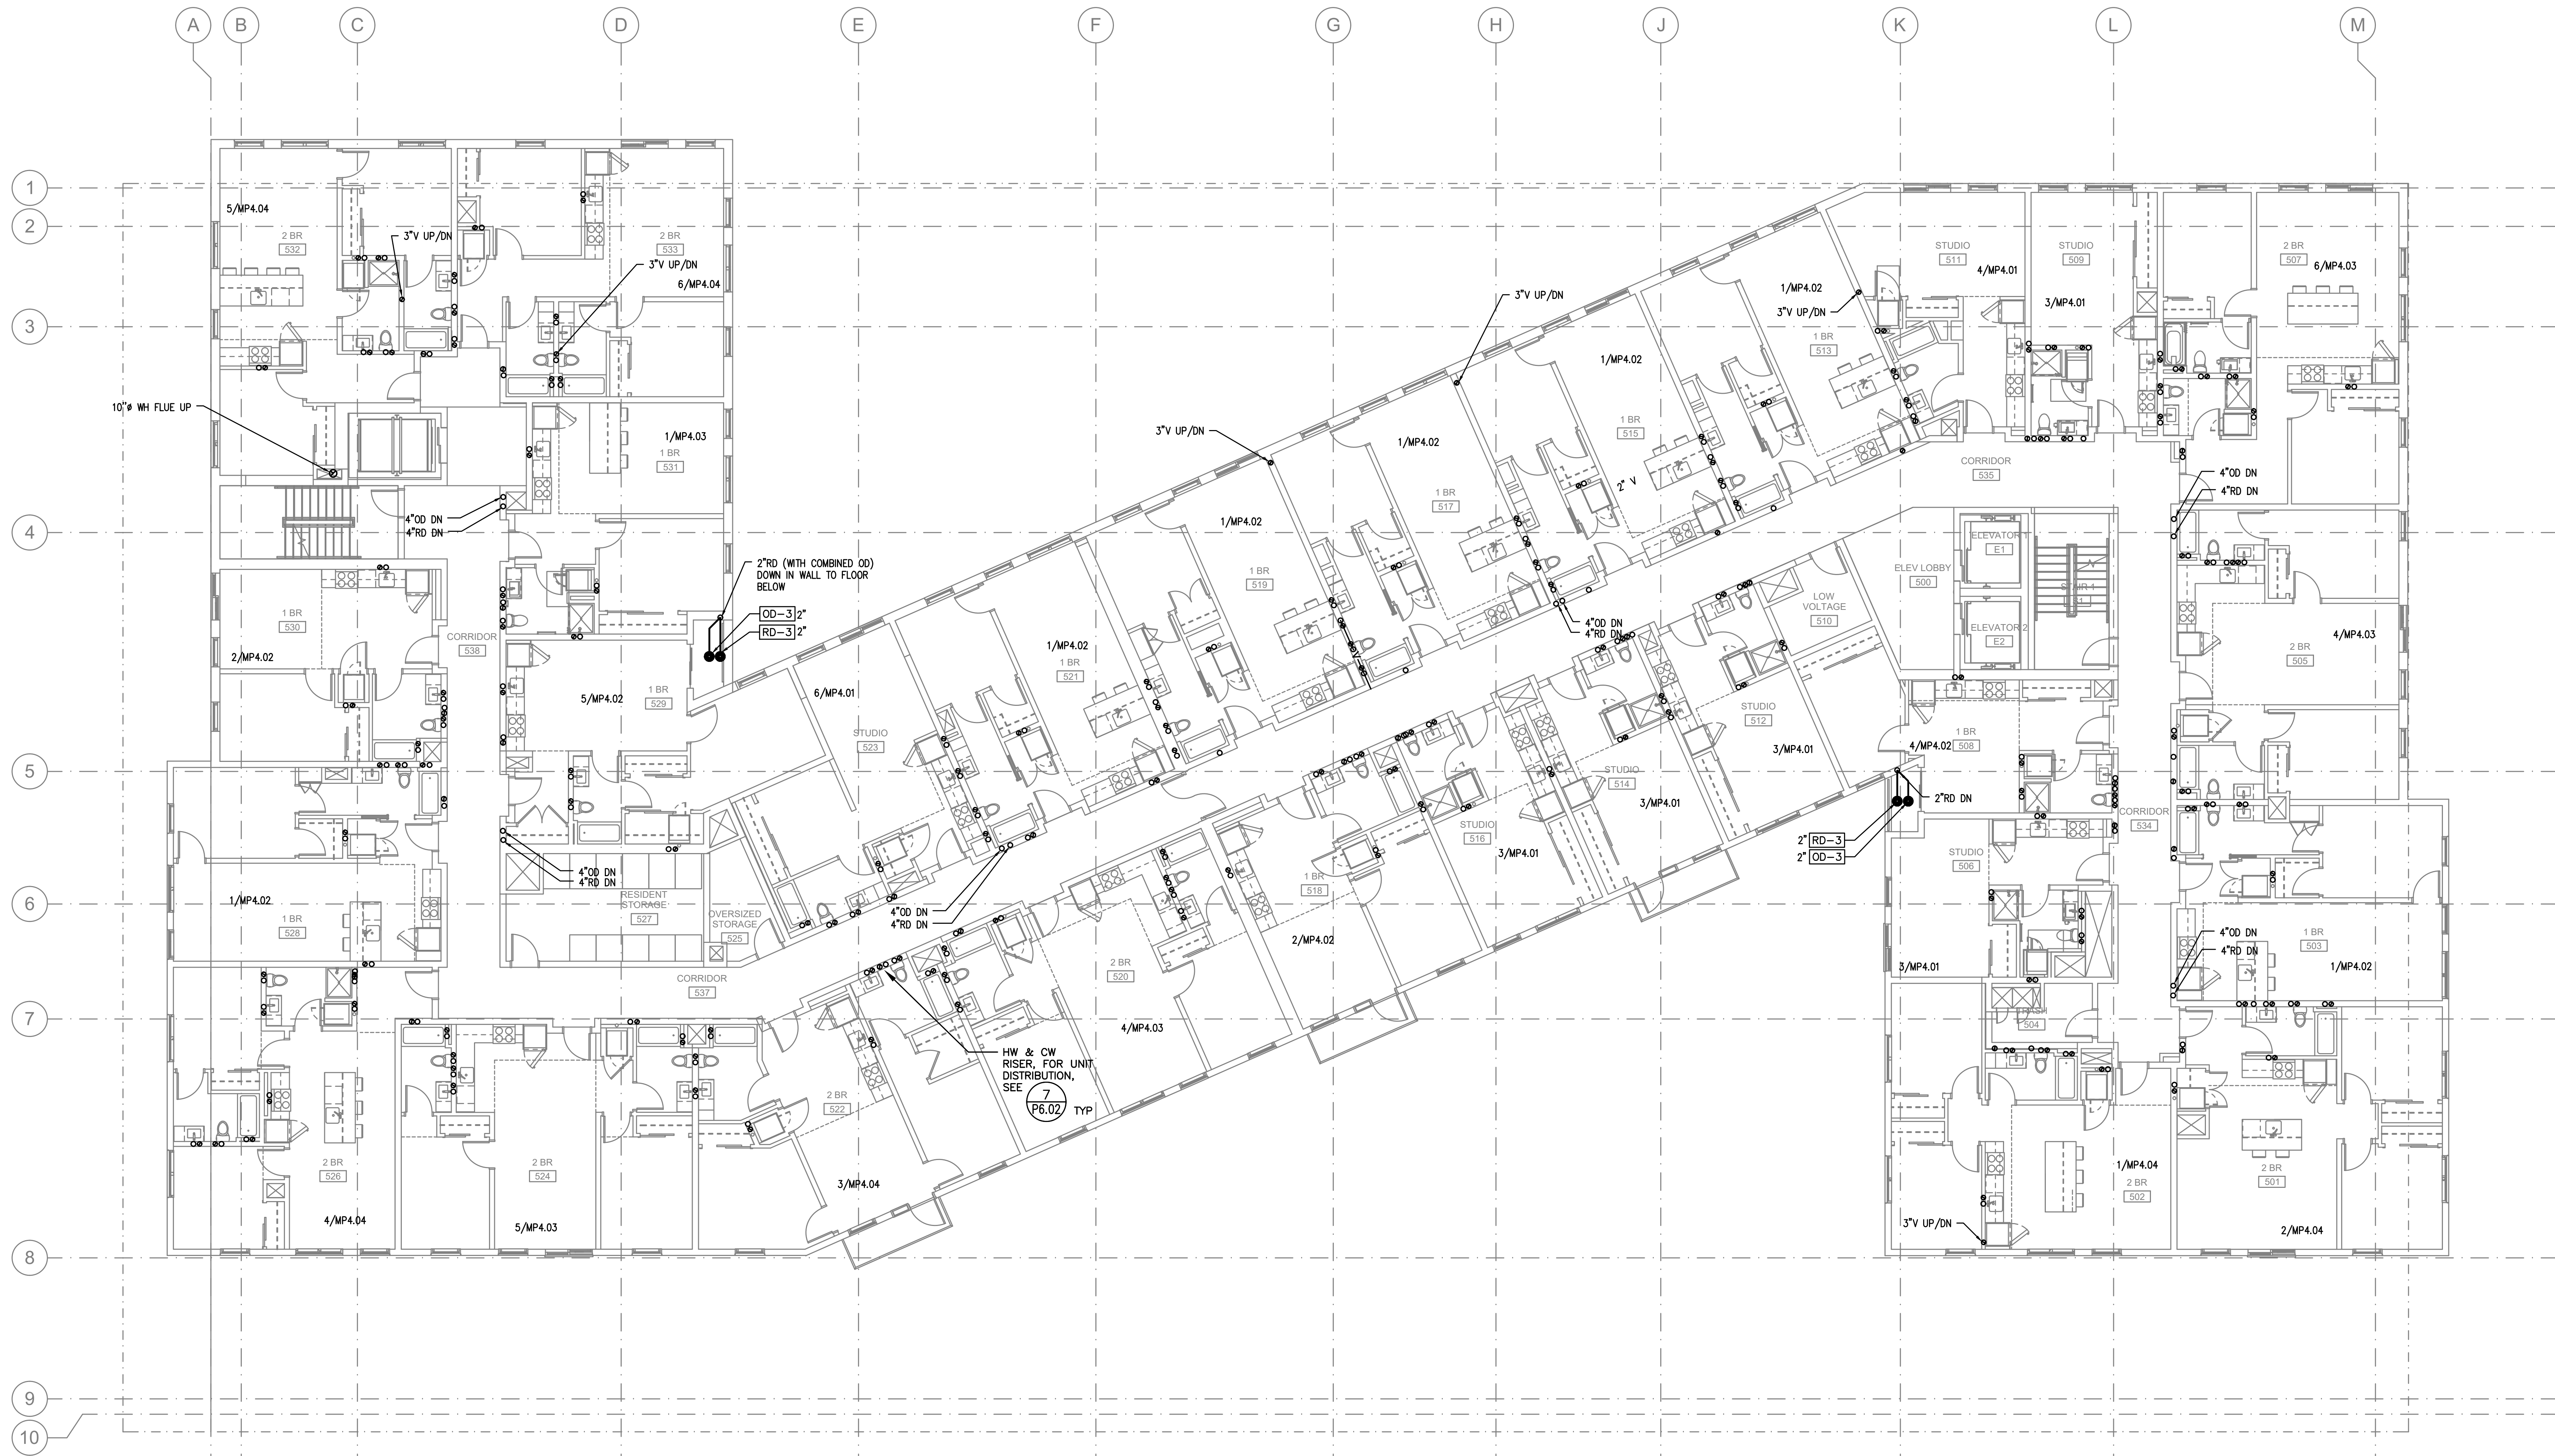 A
B
C
D
E
F
G
H
J
K
L
M
1
2
3
4
5
6
7
8
9
10
5/MP4.04
2 BR
532
3"V UP/DN
2 BR
533
3"V UP/DN
6/MP4.04
10"ø WH FLUE UP
1/MP4.03
1 BR
531
4"OD DN
4"RD DN
2"RD (WITH COMBINED OD)
DOWN IN WALL TO FLOOR
BELOW
OD-3 2"
RD-3 2"
1 BR
530
2/MP4.02
CORRIDOR
538
5/MP4.02
1 BR
529
6/MP4.01
STUDIO
523
1/MP4.02
1 BR
521
1/MP4.02
1 BR
519
3"V UP/DN
1/MP4.02
1 BR
517
3"V UP/DN
1/MP4.02
1 BR
515
2" V
1/MP4.02
3"V UP/DN
1 BR
513
STUDIO
511
4/MP4.01
STUDIO
509
3/MP4.01
2 BR
507
6/MP4.03
CORRIDOR
535
4"OD DN
4"RD DN
ELEVATOR 1
E1
ELEV LOBBY
500
STAIR 1
ELEVATOR 2
E2
LOW
VOLTAGE
510
4"OD DN
4"RD DN
4/MP4.03
2 BR
505
STUDIO
512
3/MP4.01
1 BR
508
4/MP4.02
2"RD DN
2" RD-3
2" OD-3
CORRIDOR
534
STUDIO
514
3/MP4.01
STUDIO
516
3/MP4.01
1 BR
518
2/MP4.02
STUDIO
506
3/MP4.01
1 BR
503
4"OD DN
4"RD DN
1/MP4.02
TRASH
504
4"OD DN
4"RD DN
RESIDENT
STORAGE
527
OVERSIZED
STORAGE
525
4"OD DN
4"RD DN
1/MP4.02
1 BR
528
CORRIDOR
537
2 BR
520
4/MP4.03
HW & CW
RISER, FOR UNIT
DISTRIBUTION,
SEE
7
P6.02
TYP
2 BR
522
3/MP4.04
2 BR
526
4/MP4.04
2 BR
524
5/MP4.03
1/MP4.04
2 BR
502
3"V UP/DN
2 BR
501
2/MP4.04